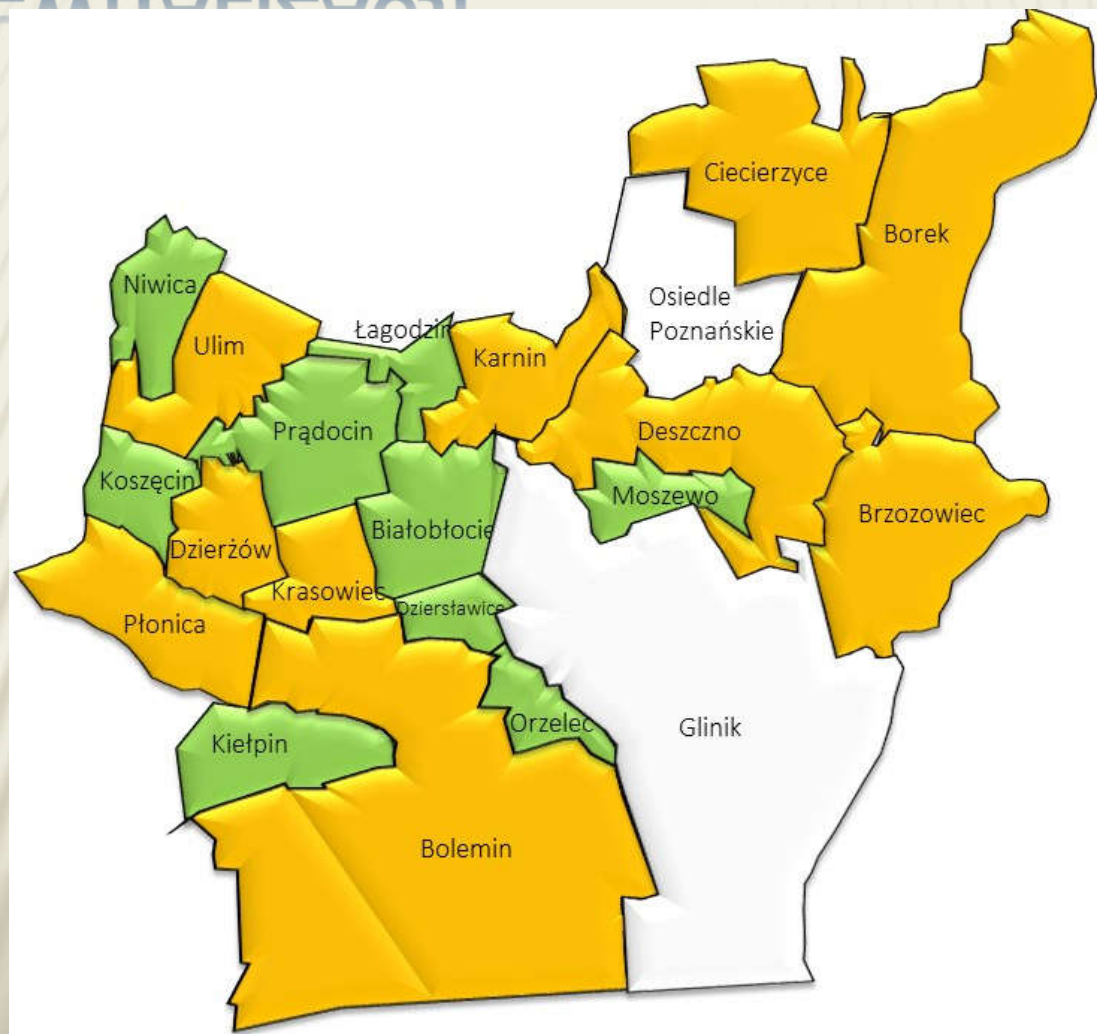 Ciecierzyce
Borek
Niwica
Osiedle
Poznańskie
Łagodzin
Ulim
Karnin
Prądocin
Deszczno
Koszęcin
Moszewo
Brzozowiec
Białobłocie
Dzierżów
Krasowiec
Dziersławice
Płonica
Orzelec
Glinik
Kiełpin
Bolemin